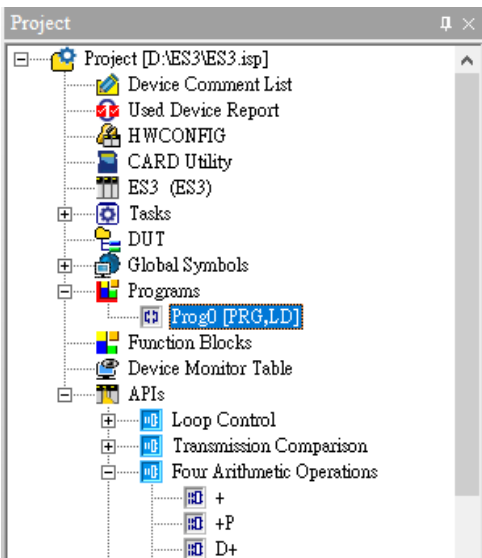 Project
Project [D:\ES3\ES3.isp]
Device Comment List
Used Device Report
HWCONFIG
CARD Utility
ES3 (ES3)
Tasks
DUT
Global Symbols
Programs
Prog0 [PRG,LD]
Function Blocks
Device Monitor Table
APIs
Loop Control
Transmission Comparison
Four Arithmetic Operations
+
+P
D+